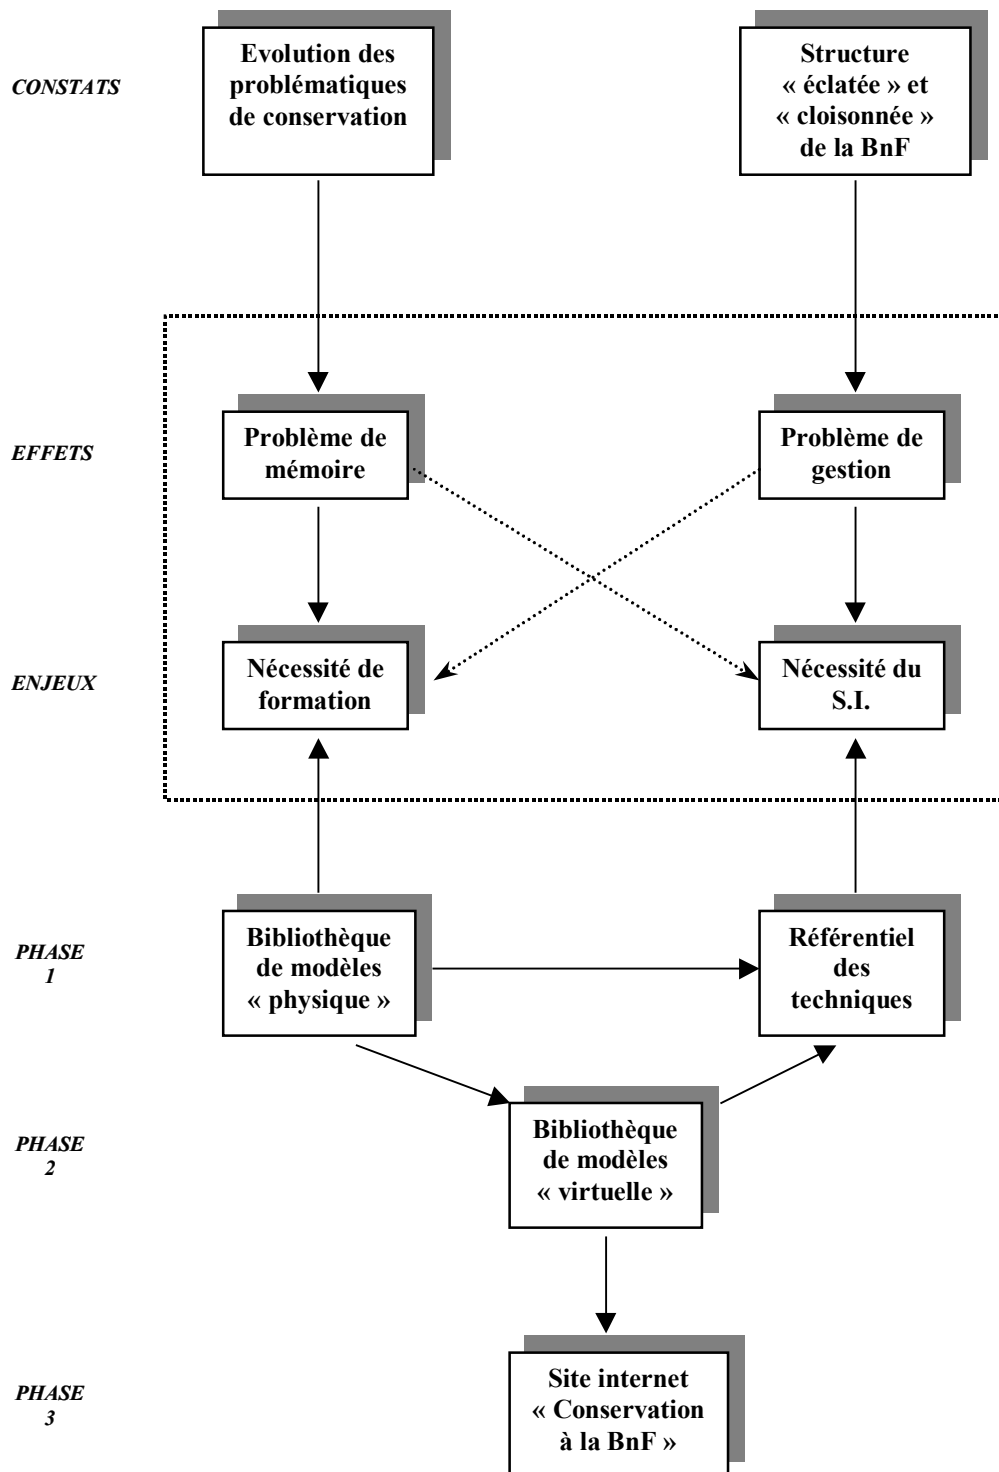 CONSTATS
Evolution des
problématiques
de conservation
Structure
« éclatée » et
« cloisonnée »
de la BnF
EFFETS
Problème de
mémoire
Problème de
gestion
ENJEUX
Nécessité de
formation
Nécessité du
S.I.
PHASE
1
Bibliothèque
de modèles
« physique »
Référentiel
des
techniques
PHASE
2
Bibliothèque
de modèles
« virtuelle »
PHASE
3
Site internet
« Conservation
à la BnF »